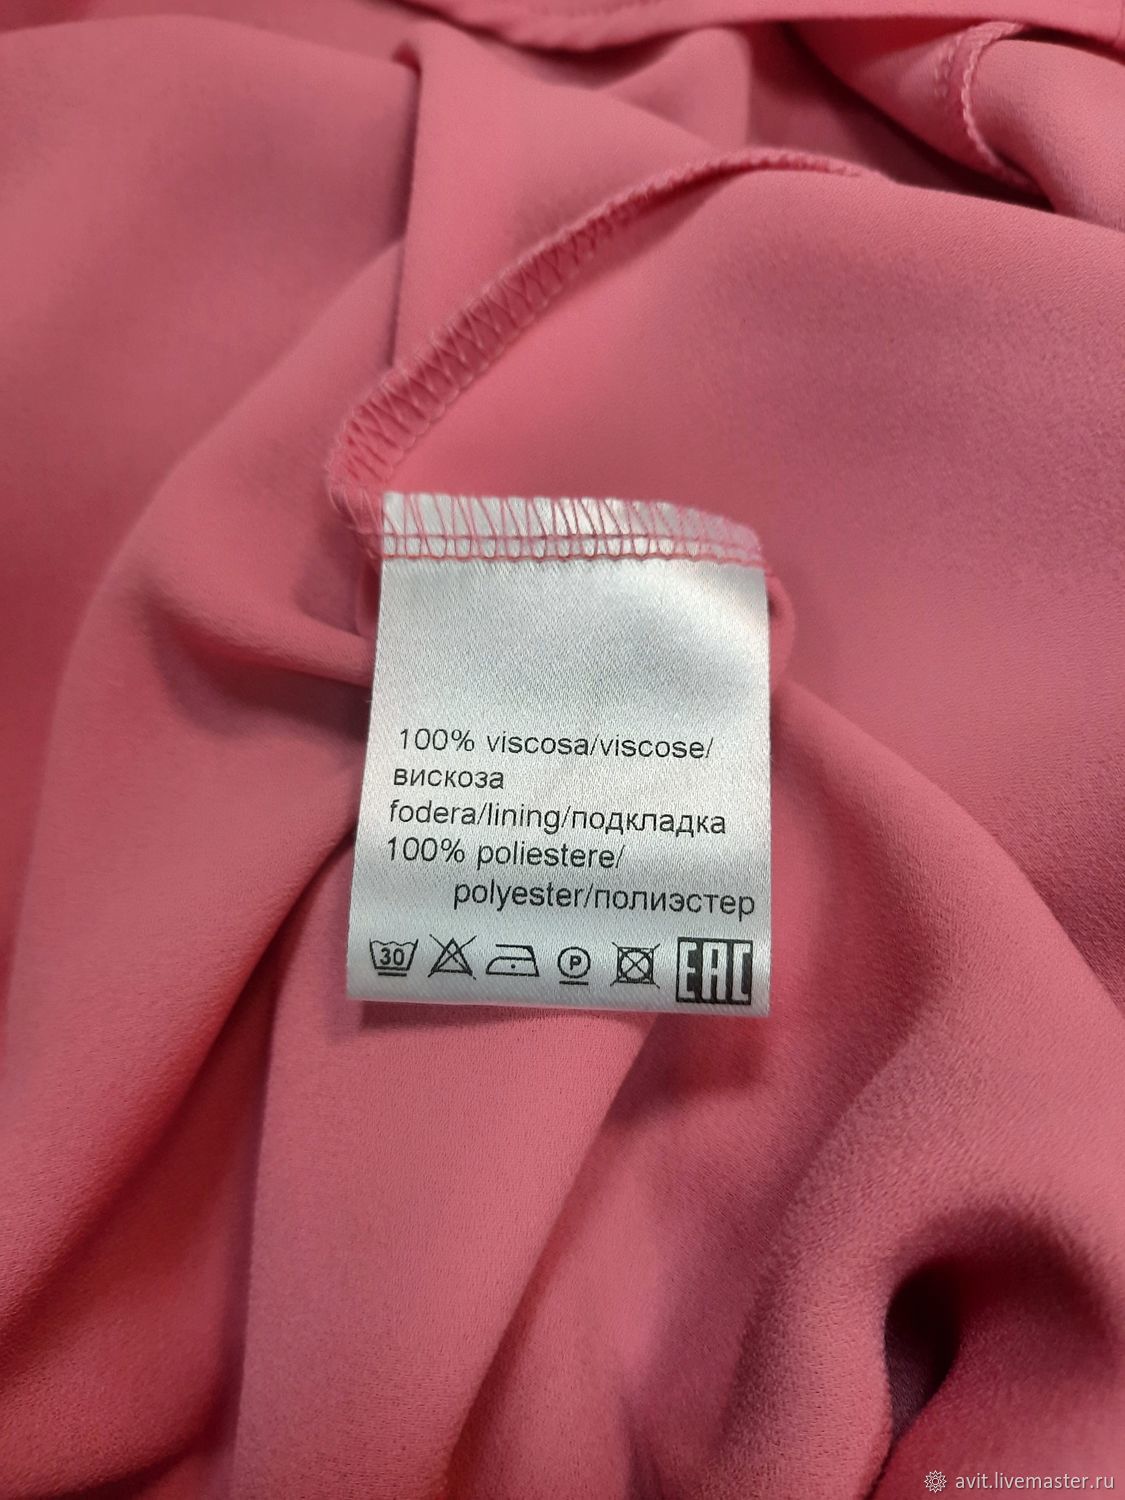 100% viscosa/viscose/
вискоза
fodera/lining/подкладка
100% poliestere/
polyester/полиэстер
30 P EAC
avit.livemaster.ru